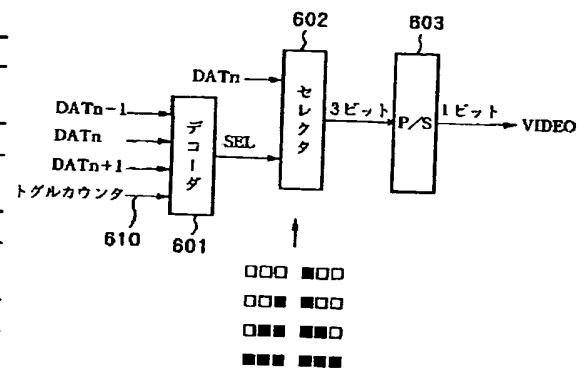 602
603
DATn
DATn-1
DATn
DATn+1
トグルカウンタ
デコーダ
SEL
セレクタ
3ビット
P/S
1ビット
VIDEO
610
601